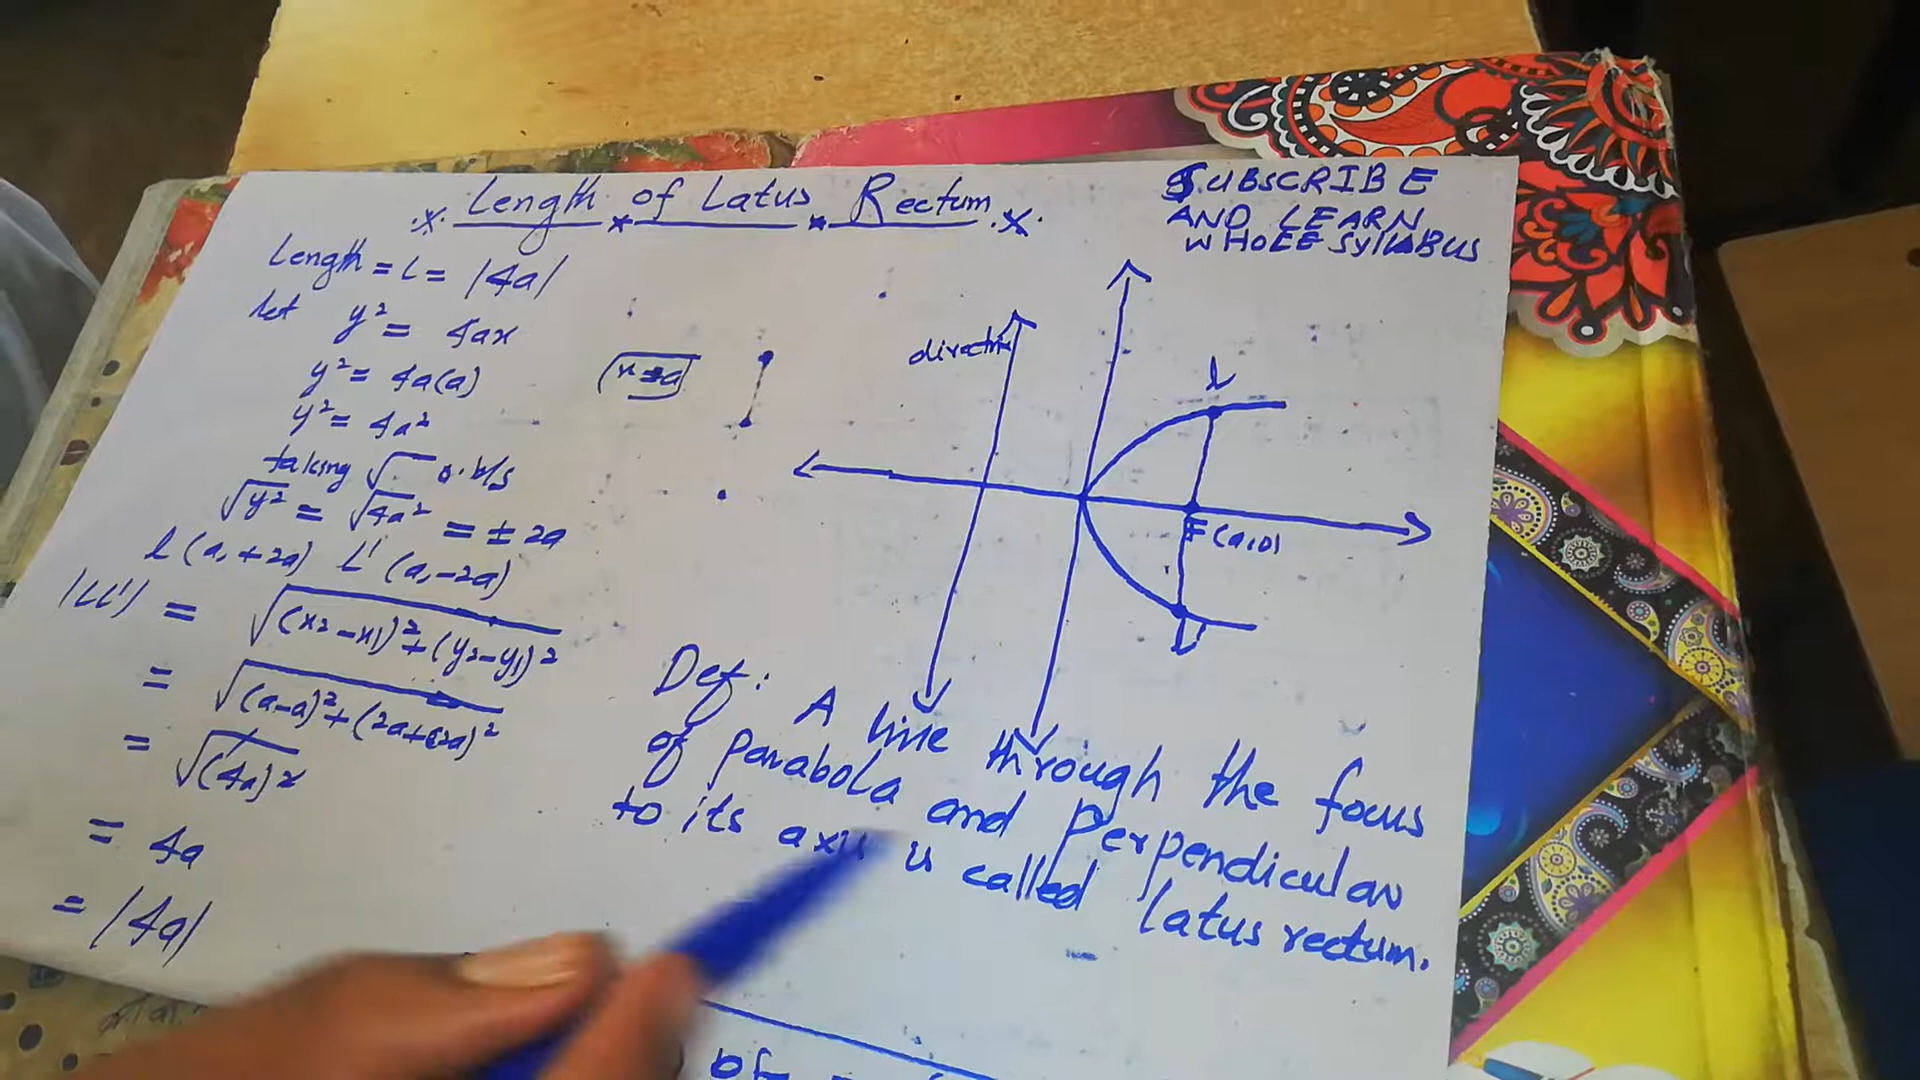 Length of Latus Rectum
SUBSCRIBE
AND LEARN
WHOLE SYLLABUS
Length = L = |4a|
let y² = 4ax
y² = 4a(a)
x=a
y² = 4a²
taking √ o.b/s
√y² = √4a² = ± 2a
L(a,+2a) L'(a,-2a)
|LL'| = √(x₂-x₁)²+(y₂-y₁)²
= √(a-a)²+(2a+2a)²
= √(4a)²
= 4a
= |4a|
directrix
L
F(a,0)
L'
Def: A line through the focus
of parabola and perpendicular
to its axis is called latus rectum.
of